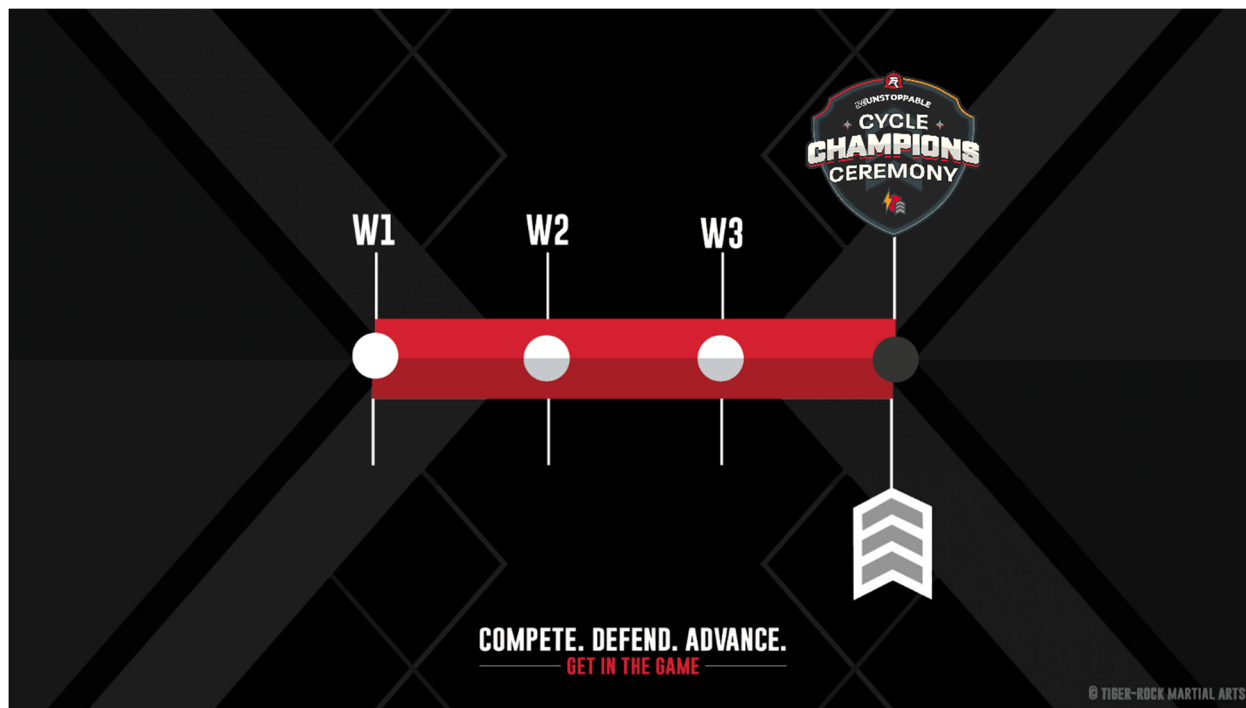 UNSTOPPABLE
CYCLE
CHAMPIONS
CEREMONY
W1
W2
W3
COMPETE. DEFEND. ADVANCE.
GET IN THE GAME
© TIGER-ROCK MARTIAL ARTS